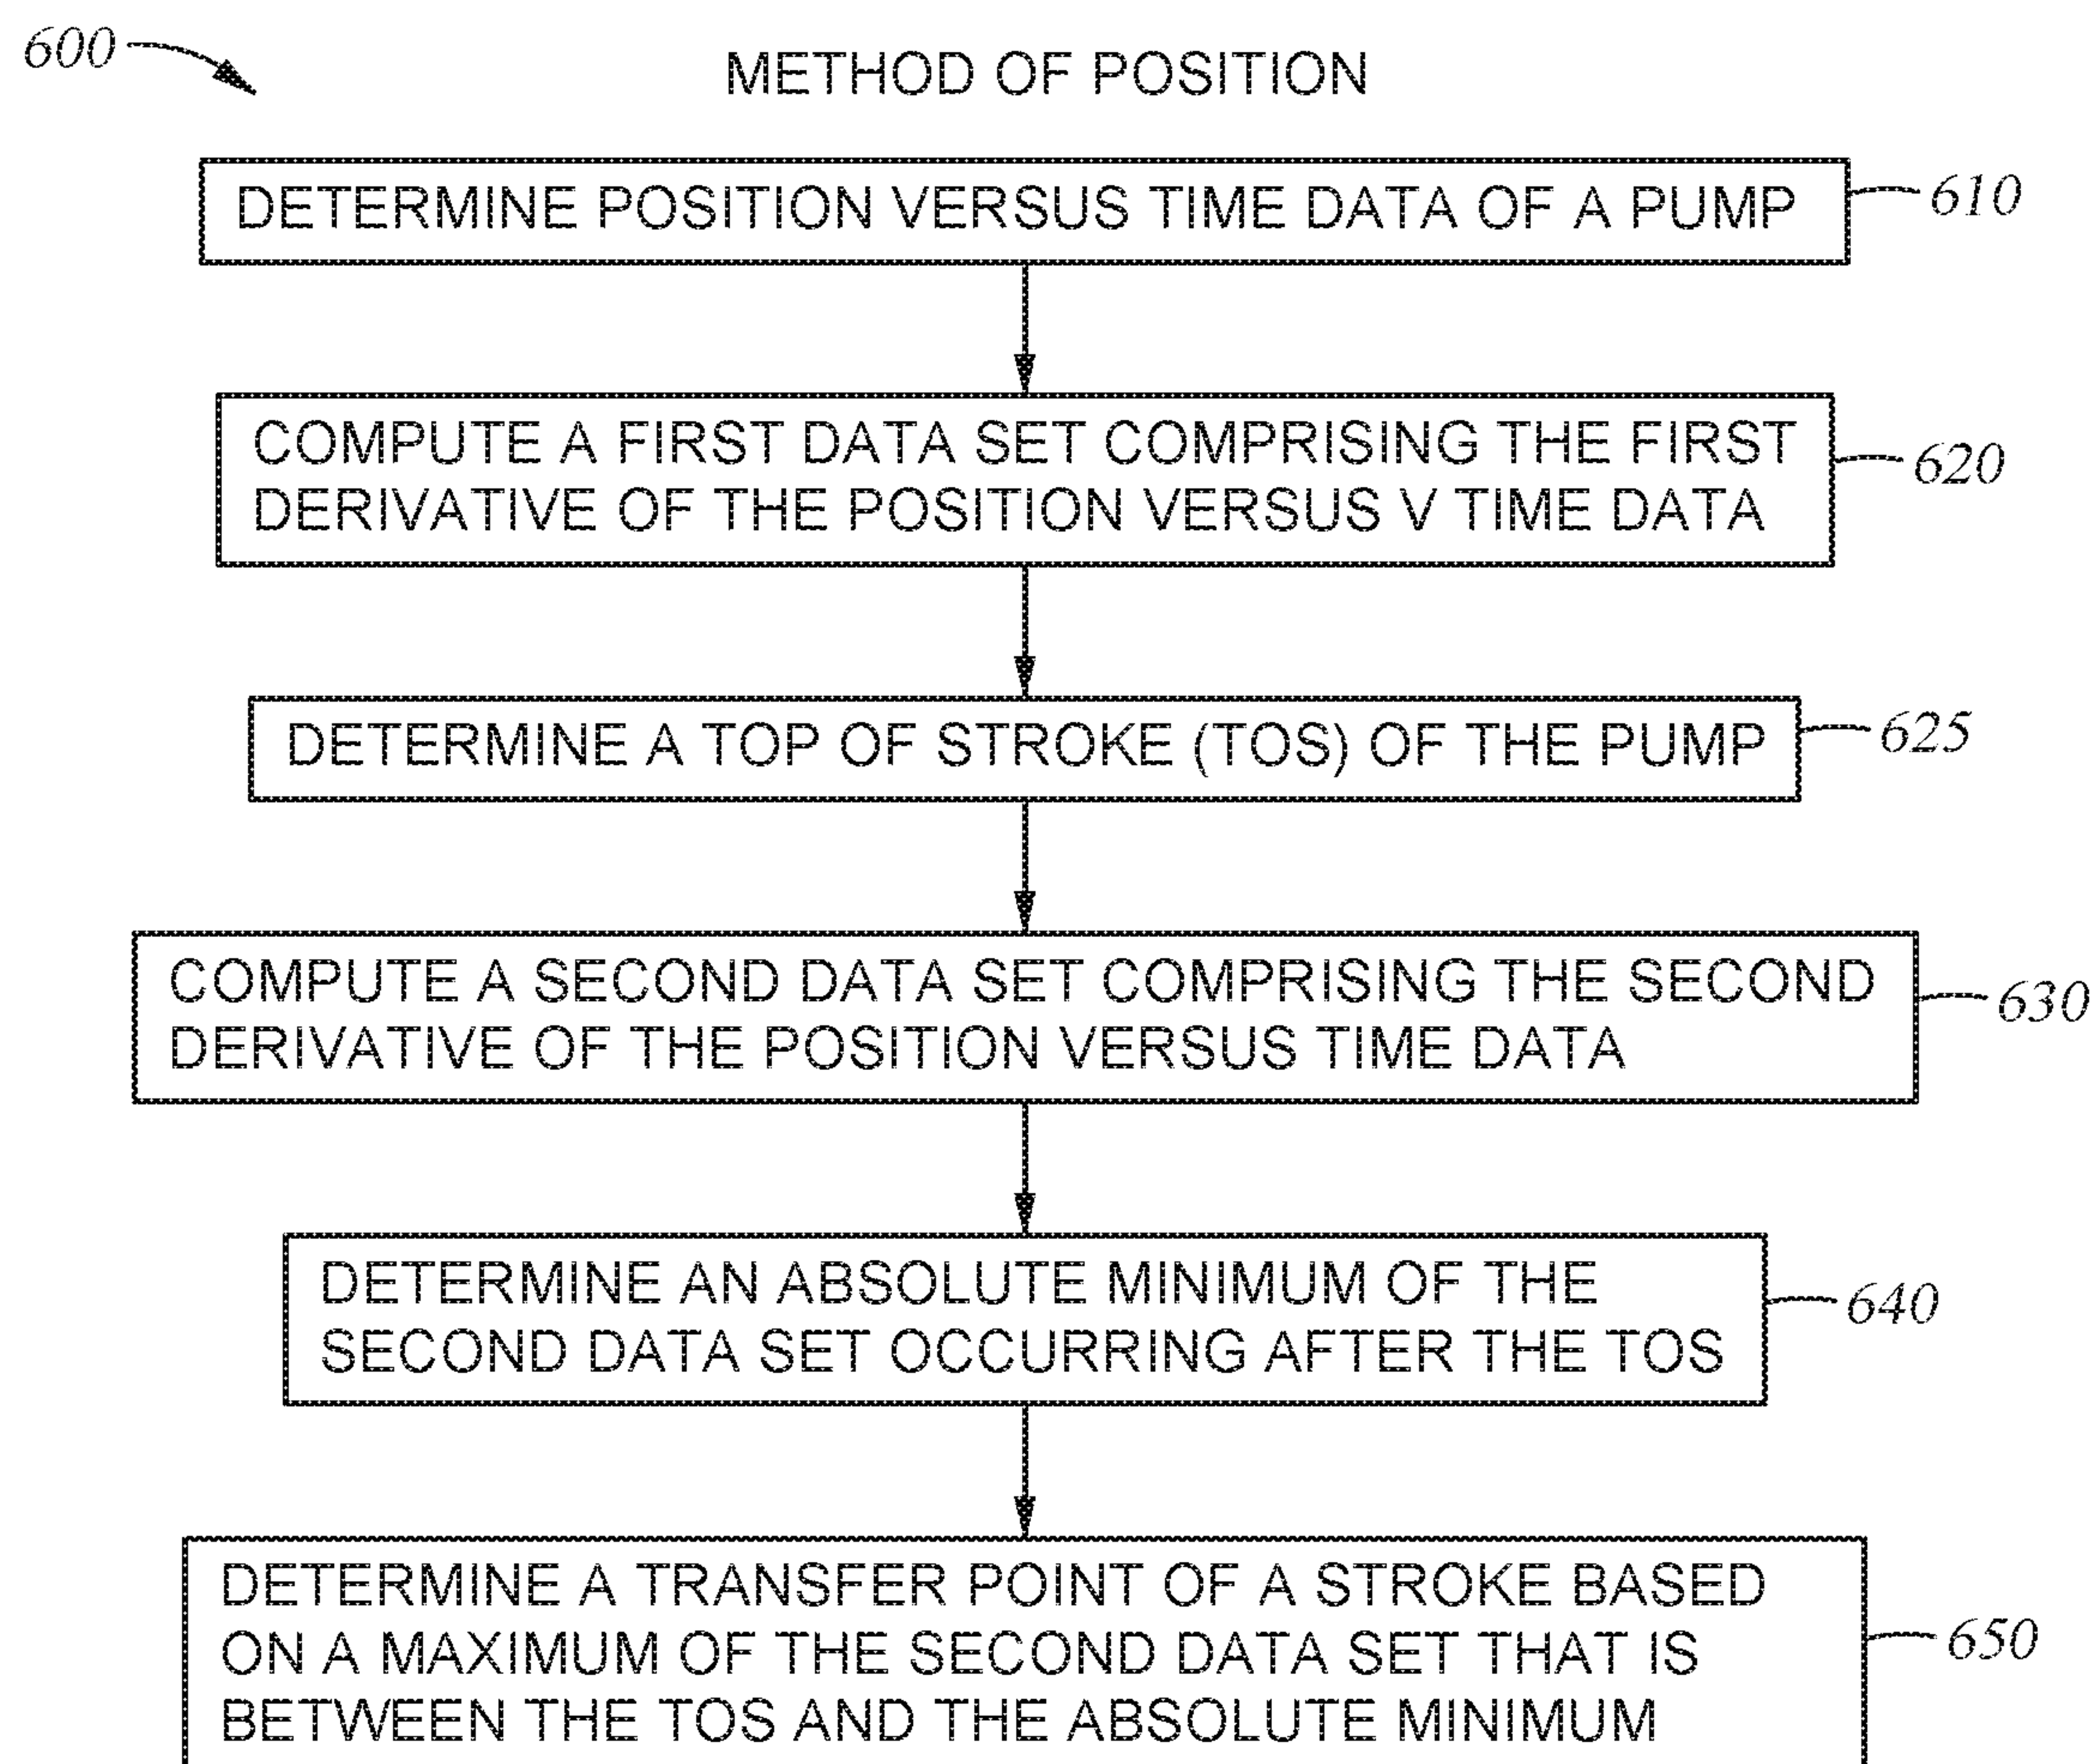 600
METHOD OF POSITION
DETERMINE POSITION VERSUS TIME DATA OF A PUMP
610
COMPUTE A FIRST DATA SET COMPRISING THE FIRST
DERIVATIVE OF THE POSITION VERSUS V TIME DATA
620
DETERMINE A TOP OF STROKE (TOS) OF THE PUMP
625
COMPUTE A SECOND DATA SET COMPRISING THE SECOND
DERIVATIVE OF THE POSITION VERSUS TIME DATA
630
DETERMINE AN ABSOLUTE MINIMUM OF THE
SECOND DATA SET OCCURRING AFTER THE TOS
640
DETERMINE A TRANSFER POINT OF A STROKE BASED
ON A MAXIMUM OF THE SECOND DATA SET THAT IS
BETWEEN THE TOS AND THE ABSOLUTE MINIMUM
650